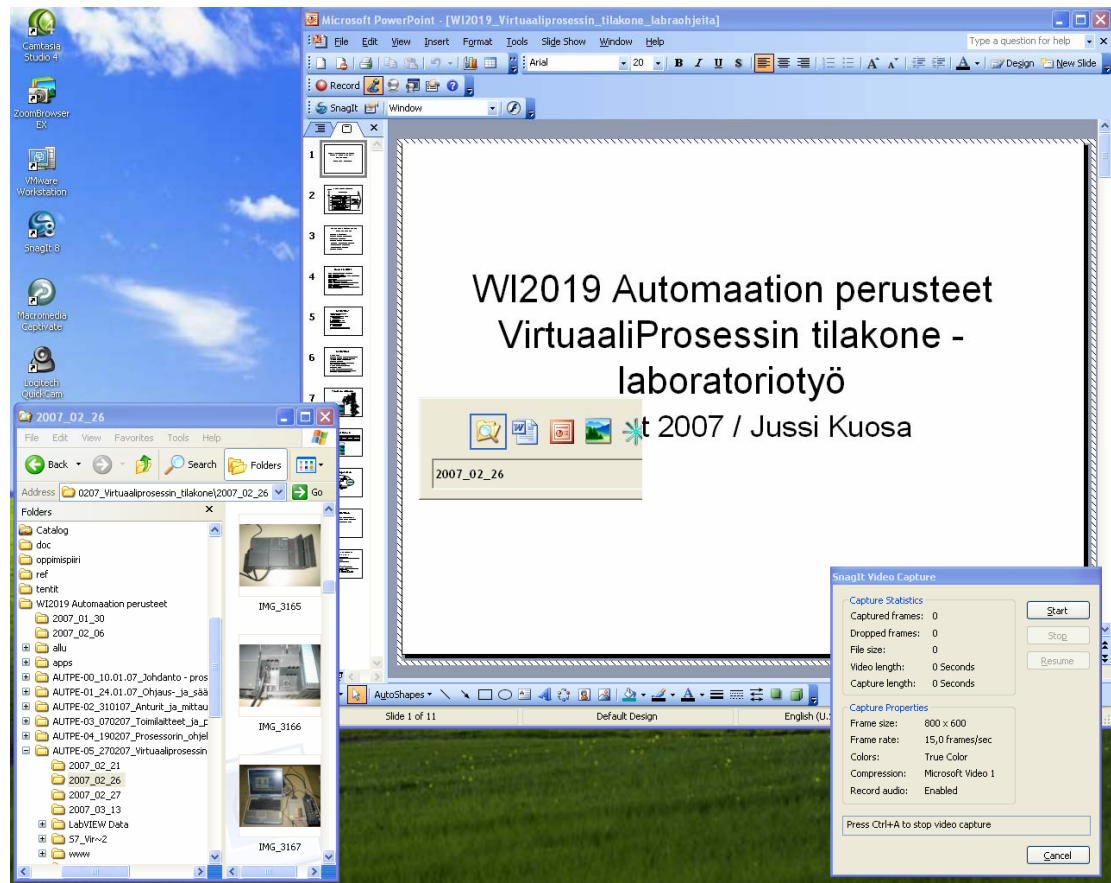 Camtasia
Studio 4
ZoomBrowser
EX
VMware
Workstation
SnagIt 8
Macromedia
Captivate
Logitech
QuickCam
Microsoft PowerPoint - [WI2019_Virtuaaliprosessin_tilakone_labraohjeita]
File Edit View Insert Format Tools Slide Show Window Help
Type a question for help
Arial 20 B I U S A A A Design New Slide
Record
SnagIt Window
1
2
3
4
5
6
7
WI2019 Automaation perusteet
VirtuaaliProsessin tilakone -
laboratoriotyö
t 2007 / Jussi Kuosa
2007_02_26
AutoShapes
Slide 1 of 11 Default Design English (U.
2007_02_26
File Edit View Favorites Tools Help
Back Search Folders
Address 0207_Virtuaaliprosessin_tilakone\2007_02_26 Go
Folders
Catalog
doc
oppimispiiri
ref
tentit
WI2019 Automaation perusteet
2007_01_30
2007_02_06
allu
apps
AUTPE-00_10.01.07_Johdanto - pros
AUTPE-01_24.01.07_Ohjaus-_ja_sää
AUTPE-02_310107_Anturit_ja_mittau
AUTPE-03_070207_Toimilaitteet_ja_p
AUTPE-04_190207_Prosessorin_ohjel
AUTPE-05_270207_Virtuaaliprosessin
2007_02_21
2007_02_26
2007_02_27
2007_03_13
LabVIEW Data
S7_Vir~2
www
IMG_3165
IMG_3166
IMG_3167
SnagIt Video Capture
Capture Statistics
Captured frames: 0
Dropped frames: 0
File size: 0
Video length: 0 Seconds
Capture length: 0 Seconds
Start
Stop
Resume
Capture Properties
Frame size: 800 x 600
Frame rate: 15,0 frames/sec
Colors: True Color
Compression: Microsoft Video 1
Record audio: Enabled
Press Ctrl+A to stop video capture
Cancel